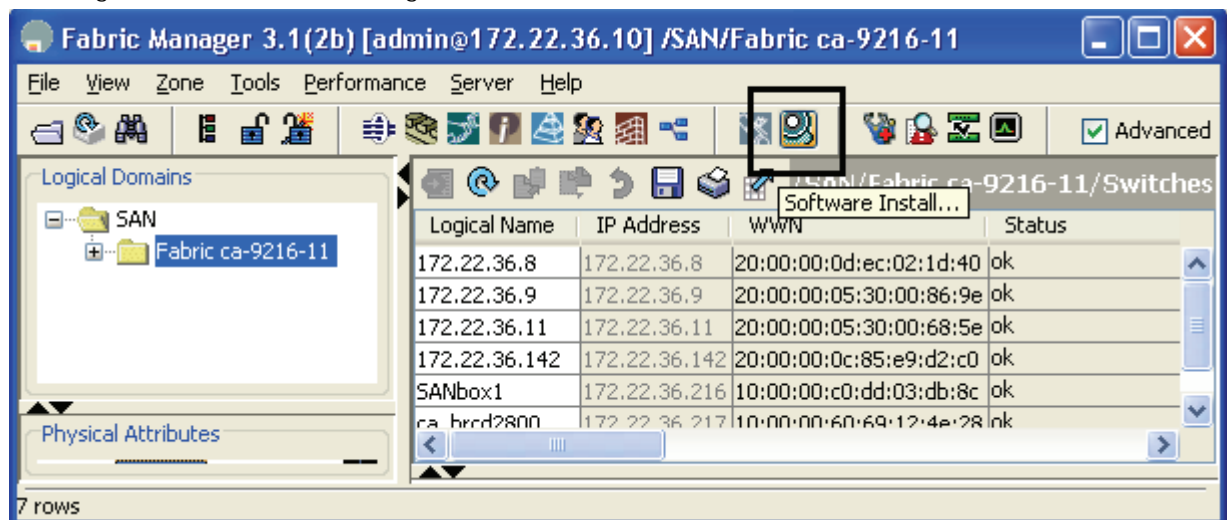 Fabric Manager 3.1(2b) [admin@172.22.36.10] /SAN/Fabric ca-9216-11
File View Zone Tools Performance Server Help
Advanced
Logical Domains
SAN
Fabric ca-9216-11
/SAN/Fabric ca-9216-11/Switches
Software Install...
Logical Name IP Address WWN Status
172.22.36.8 172.22.36.8 20:00:00:0d:ec:02:1d:40 ok
172.22.36.9 172.22.36.9 20:00:00:05:30:00:86:9e ok
172.22.36.11 172.22.36.11 20:00:00:05:30:00:68:5e ok
172.22.36.142 172.22.36.142 20:00:00:0c:85:e9:d2:c0 ok
SANbox1 172.22.36.216 10:00:00:c0:dd:03:db:8c ok
ca_brcd2800 172.22.36.217 10:00:00:60:69:12:4e:28 ok
Physical Attributes
7 rows